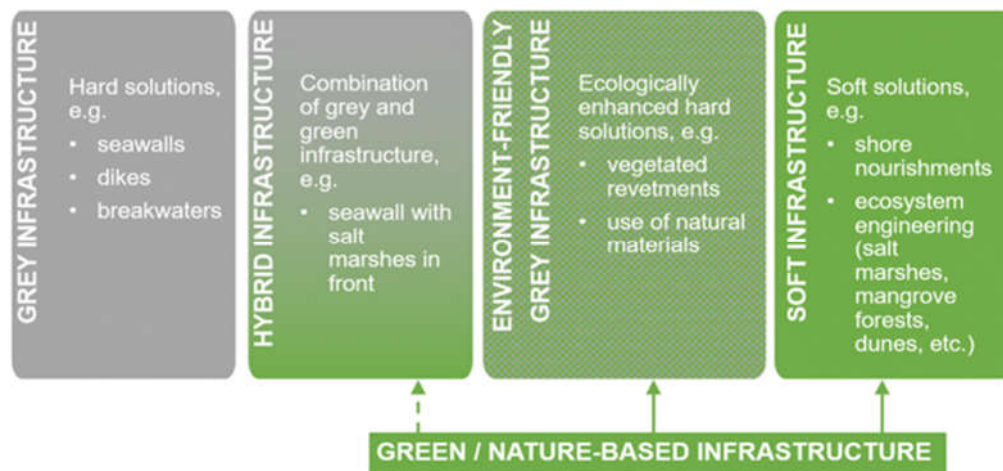 GREY INFRASTRUCTURE
Hard solutions,
e.g.
• seawalls
• dikes
• breakwaters
HYBRID INFRASTRUCTURE
Combination
of grey and
green
infrastructure,
e.g.
• seawall with
salt
marshes in
front
ENVIRONMENT-FRIENDLY
GREY INFRASTRUCTURE
Ecologically
enhanced hard
solutions, e.g.
• vegetated
revetments
• use of natural
materials
SOFT INFRASTRUCTURE
Soft solutions,
e.g.
• shore
nourishments
• ecosystem
engineering
(salt
marshes,
mangrove
forests,
dunes, etc.)
GREEN / NATURE-BASED INFRASTRUCTURE